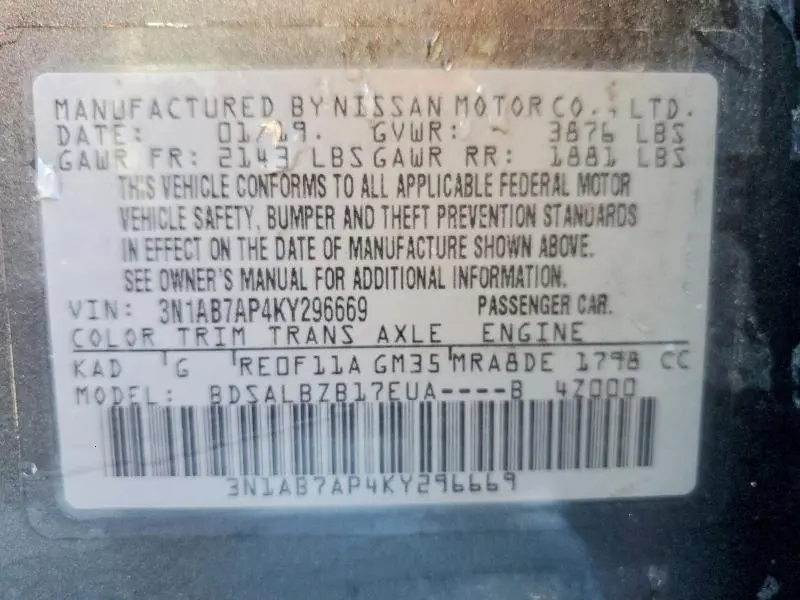 MANUFACTURED BY NISSAN MOTOR CO., LTD.
DATE: 01/19. GVWR: 3876 LBS
GAWR FR: 2143 LBS GAWR RR: 1881 LBS
THIS VEHICLE CONFORMS TO ALL APPLICABLE FEDERAL MOTOR
VEHICLE SAFETY, BUMPER AND THEFT PREVENTION STANDARDS
IN EFFECT ON THE DATE OF MANUFACTURE SHOWN ABOVE.
SEE OWNER'S MANUAL FOR ADDITIONAL INFORMATION.
VIN: 3N1AB7AP4KY296669 PASSENGER CAR.
COLOR TRIM TRANS AXLE ENGINE
KAD G RE0F11A GM35 MRA8DE 1798 CC
MODEL: BDSALBZB17EUA----B 4Z000
3N1AB7AP4KY296669